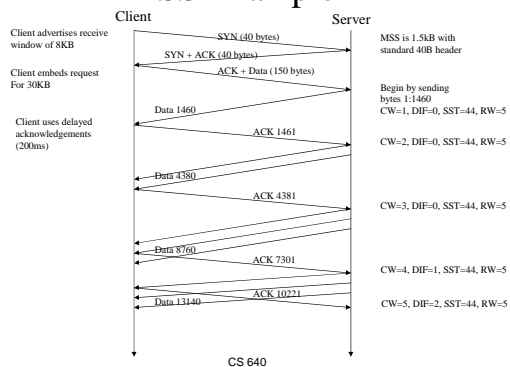 Client
Server
Client advertises receive
window of 8KB
SYN (40 bytes)
MSS is 1.5kB with
standard 40B header
SYN + ACK (40 bytes)
Client embeds request
For 30KB
ACK + Data (150 bytes)
Begin by sending
bytes 1:1460
Data 1460
CW=1, DIF=0, SST=44, RW=5
Client uses delayed
acknowledgements
(200ms)
ACK 1461
CW=2, DIF=0, SST=44, RW=5
Data 4380
ACK 4381
CW=3, DIF=0, SST=44, RW=5
Data 8760
ACK 7301
CW=4, DIF=1, SST=44, RW=5
ACK 10221
Data 13140
CW=5, DIF=2, SST=44, RW=5
CS 640